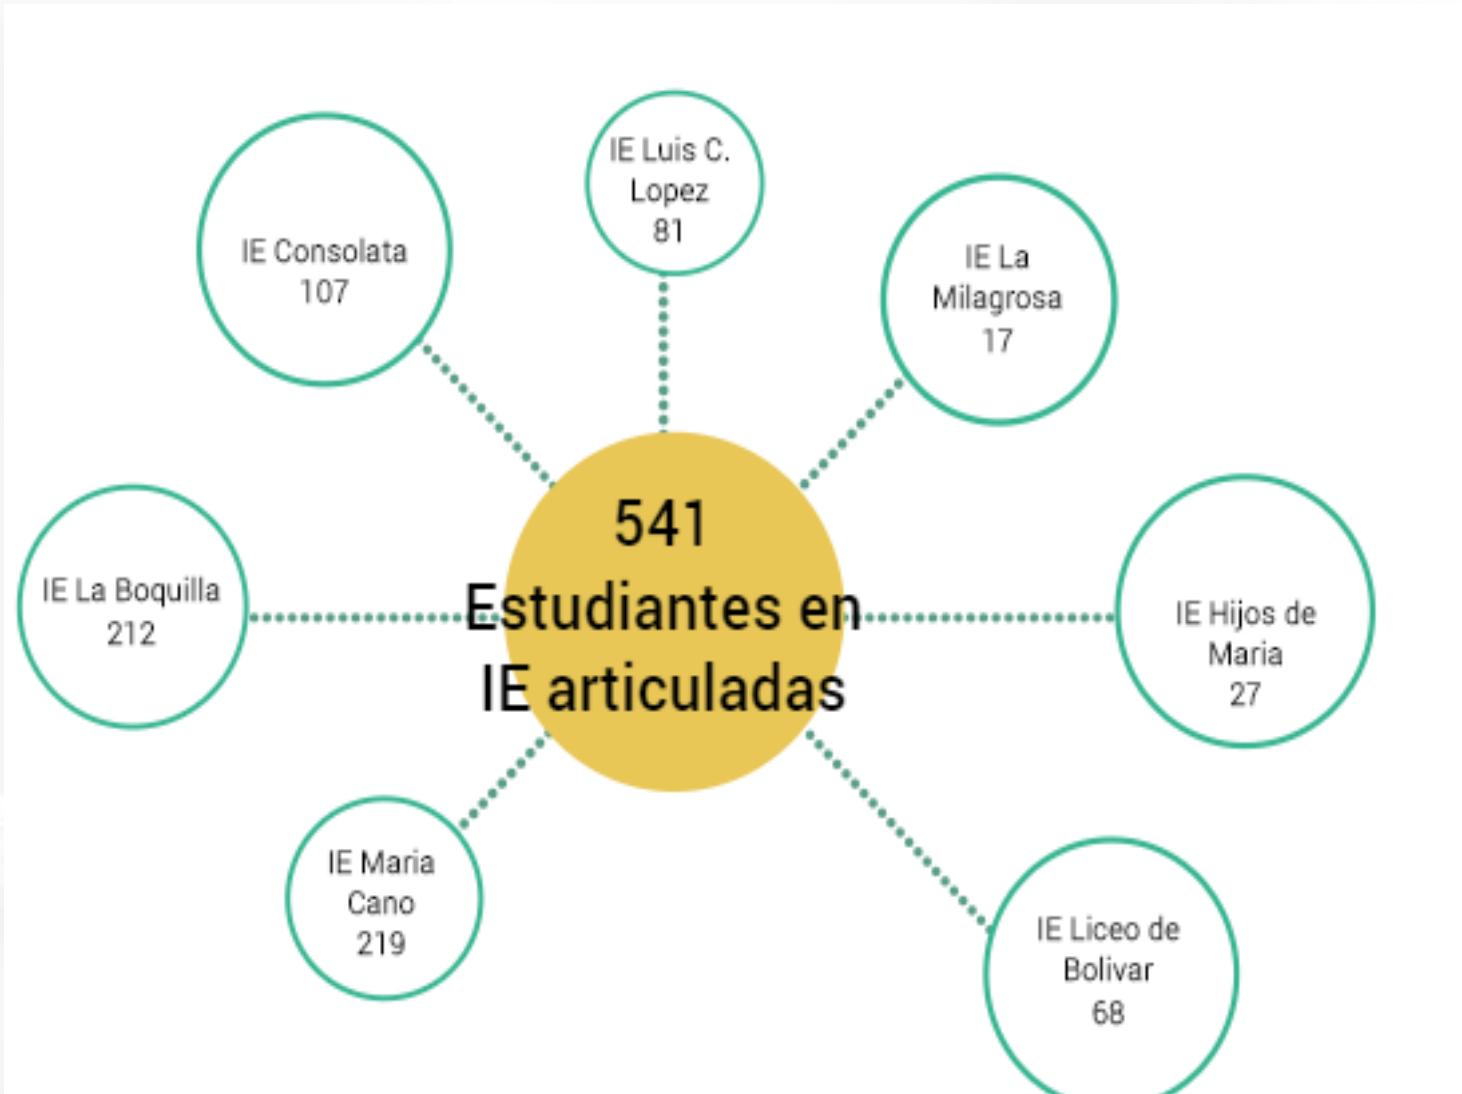 IE Luis C.
Lopez
81
IE Consolata
107
IE La
Milagrosa
17
541
Estudiantes en
IE articuladas
IE La Boquilla
212
IE Hijos de
Maria
27
IE Maria
Cano
219
IE Liceo de
Bolivar
68